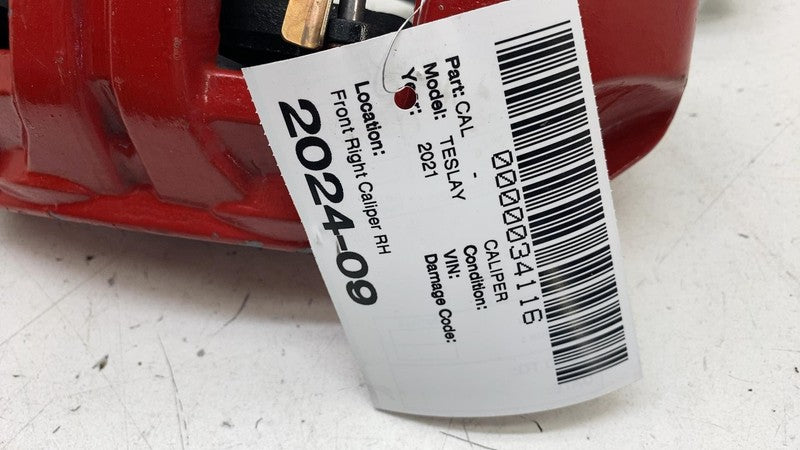 0000034116
Part: CAL - CALIPER
Model: TESLAY Condition:
Year: 2021 VIN:
Damage Code:
Location:
Front Right Caliper RH
2024-09